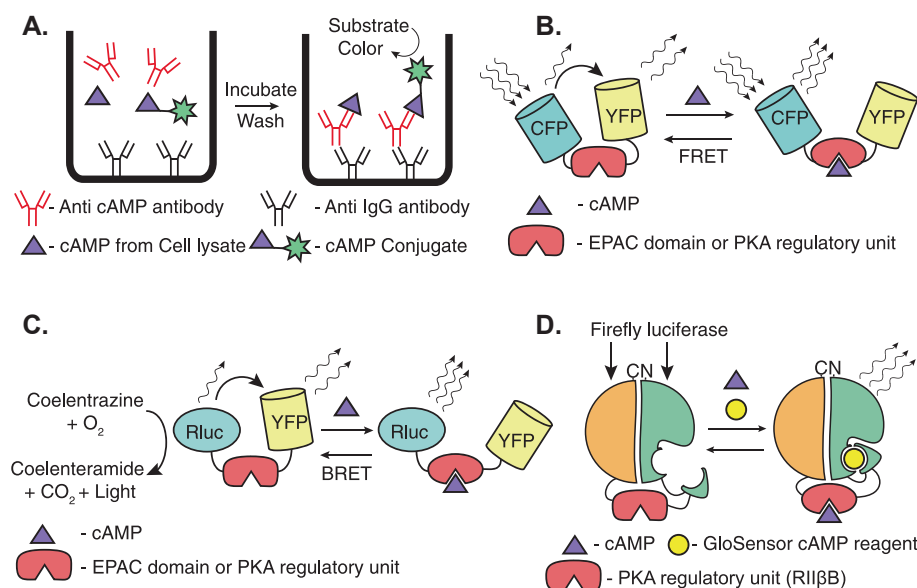 A.
Substrate
Color
Incubate
Wash
- Anti cAMP antibody
- Anti IgG antibody
- cAMP from Cell lysate
- cAMP Conjugate
B.
CFP
YFP
FRET
CFP
YFP
- cAMP
- EPAC domain or PKA regulatory unit
C.
Coelentrazine
+ O2
Coelenteramide
+ CO2 + Light
Rluc
YFP
BRET
Rluc
YFP
- cAMP
- EPAC domain or PKA regulatory unit
D.
Firefly luciferase
CN
CN
- cAMP
- GloSensor cAMP reagent
- PKA regulatory unit (RIIβB)